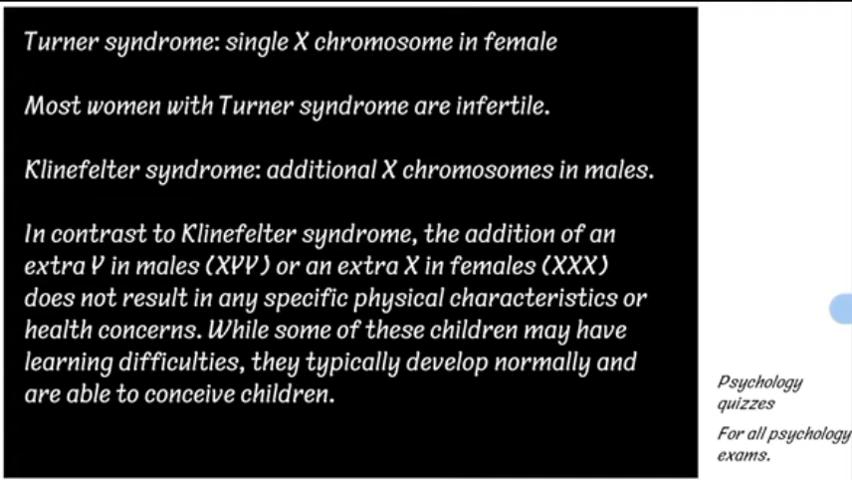 Turner syndrome: single X chromosome in female
Most women with Turner syndrome are infertile.
Klinefelter syndrome: additional X chromosomes in males.
In contrast to Klinefelter syndrome, the addition of an
extra Y in males (XYY) or an extra X in females (XXX)
does not result in any specific physical characteristics or
health concerns. While some of these children may have
learning difficulties, they typically develop normally and
are able to conceive children.
Psychology
quizzes
For all psychology
exams.